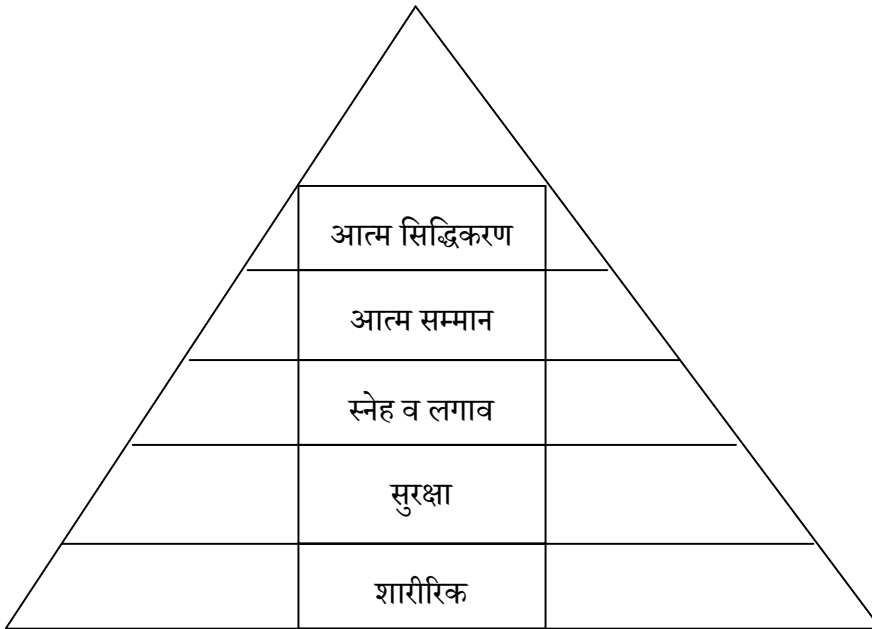 आत्म सिद्धिकरण
आत्म सम्मान
स्नेह व लगाव
सुरक्षा
शारीरिक